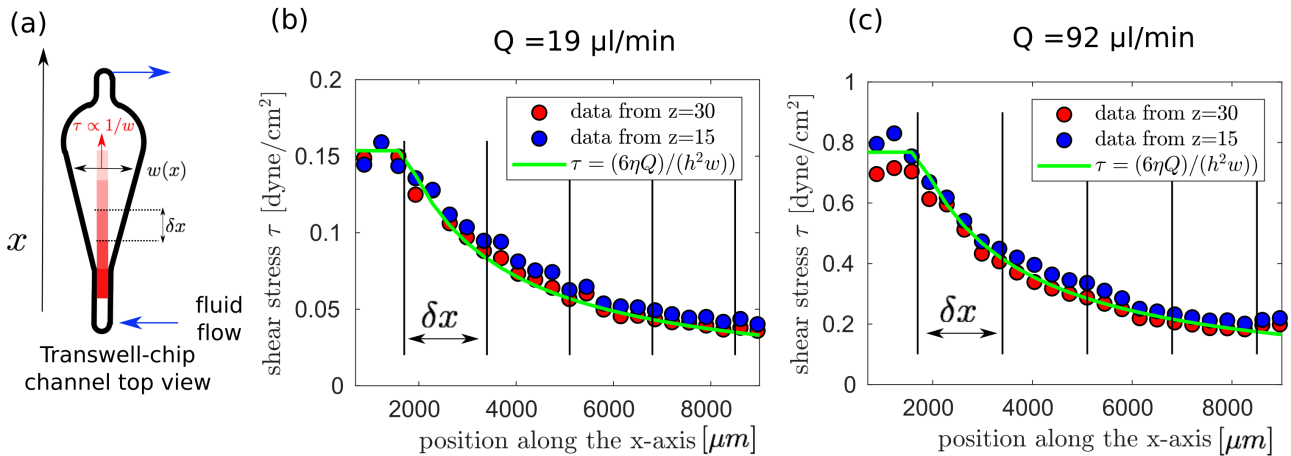 (a)
τ ∝ 1/w
w(x)
δx
x
fluid
flow
Transwell-chip
channel top view
(b)
Q =19 µl/min
0.2
0.15
0.1
0.05
0
shear stress τ [dyne/cm²]
data from z=30
data from z=15
τ = (6ηQ)/(h²w))
δx
2000
4000
6000
8000
position along the x-axis [µm]
(c)
Q =92 µl/min
1
0.8
0.6
0.4
0.2
0
shear stress τ [dyne/cm²]
data from z=30
data from z=15
τ = (6ηQ)/(h²w))
δx
2000
4000
6000
8000
position along the x-axis [µm]